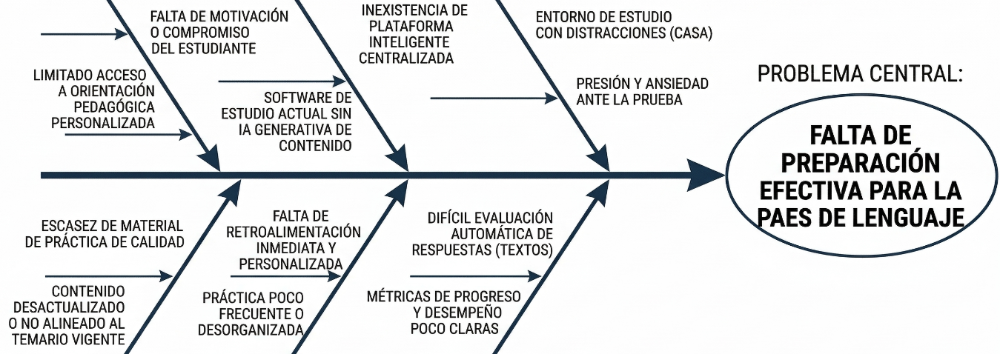 FALTA DE MOTIVACIÓN
O COMPROMISO
DEL ESTUDIANTE
LIMITADO ACCESO
A ORIENTACIÓN
PEDAGÓGICA
PERSONALIZADA
INEXISTENCIA DE
PLATAFORMA
INTELIGENTE
CENTRALIZADA
SOFTWARE DE
ESTUDIO ACTUAL SIN
IA GENERATIVA DE
CONTENIDO
ENTORNO DE ESTUDIO
CON DISTRACCIONES (CASA)
PRESIÓN Y ANSIEDAD
ANTE LA PRUEBA
PROBLEMA CENTRAL:
FALTA DE
PREPARACIÓN
EFECTIVA PARA LA
PAES DE LENGUAJE
ESCASEZ DE MATERIAL
DE PRÁCTICA DE CALIDAD
CONTENIDO
DESACTUALIZADO
O NO ALINEADO AL
TEMARIO VIGENTE
FALTA DE
RETROALIMENTACIÓN
INMEDIATA Y
PERSONALIZADA
PRÁCTICA POCO
FRECUENTE O
DESORGANIZADA
DIFÍCIL EVALUACIÓN
AUTOMÁTICA DE
RESPUESTAS (TEXTOS)
MÉTRICAS DE PROGRESO
Y DESEMPEÑO
POCO CLARAS